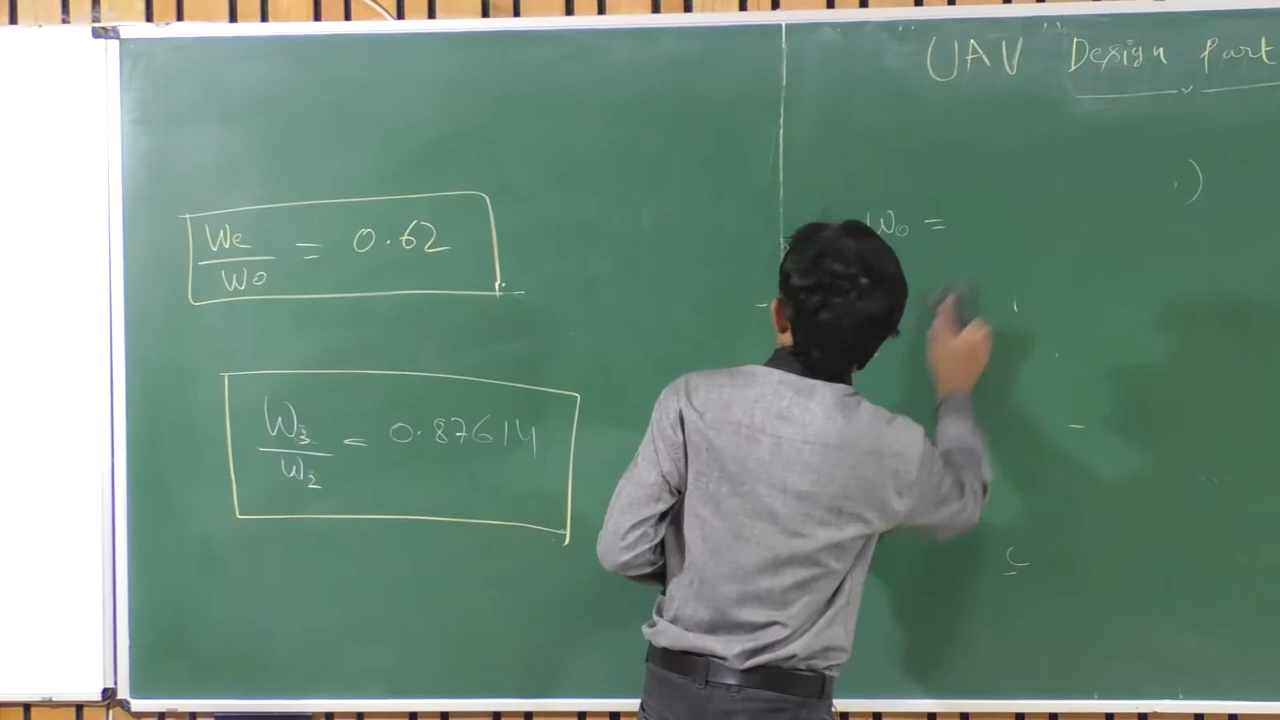 We/Wo = 0.62
W3/W2 = 0.87614
" UAV " Design Part
Wo =